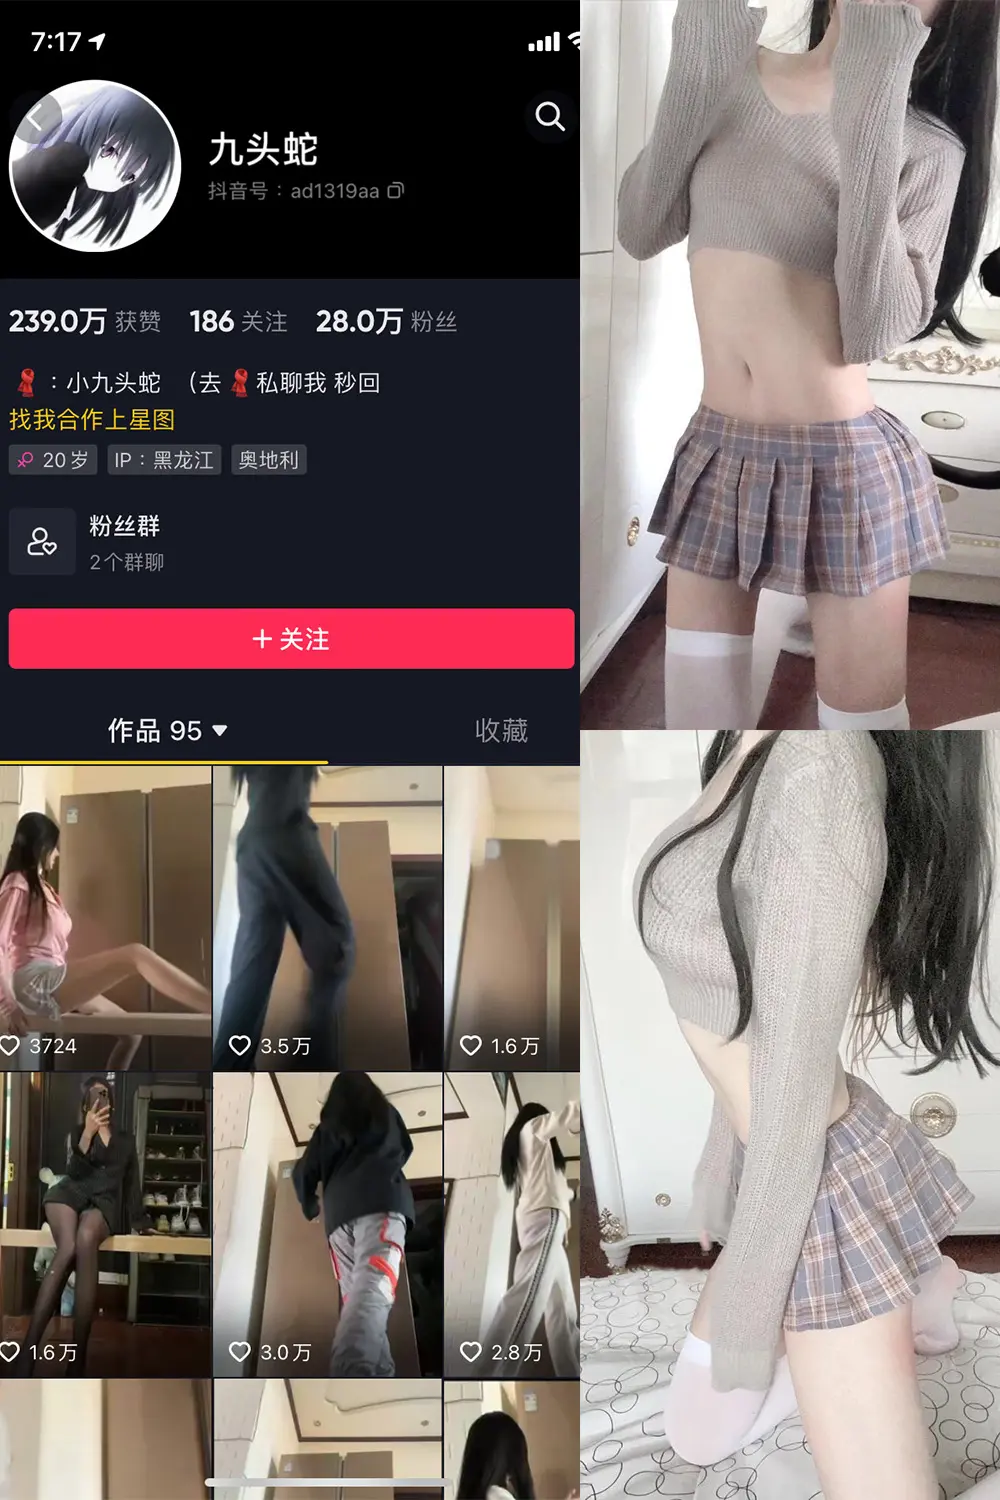 7:17
九头蛇
抖音号：ad1319aa
239.0万 获赞 186 关注 28.0万 粉丝
🧣：小九头蛇 （去🧣私聊我 秒回
找我合作上星图
20岁 IP：黑龙江 奥地利
粉丝群
2个群聊
+ 关注
作品 95 收藏
3724 3.5万 1.6万
1.6万 3.0万 2.8万